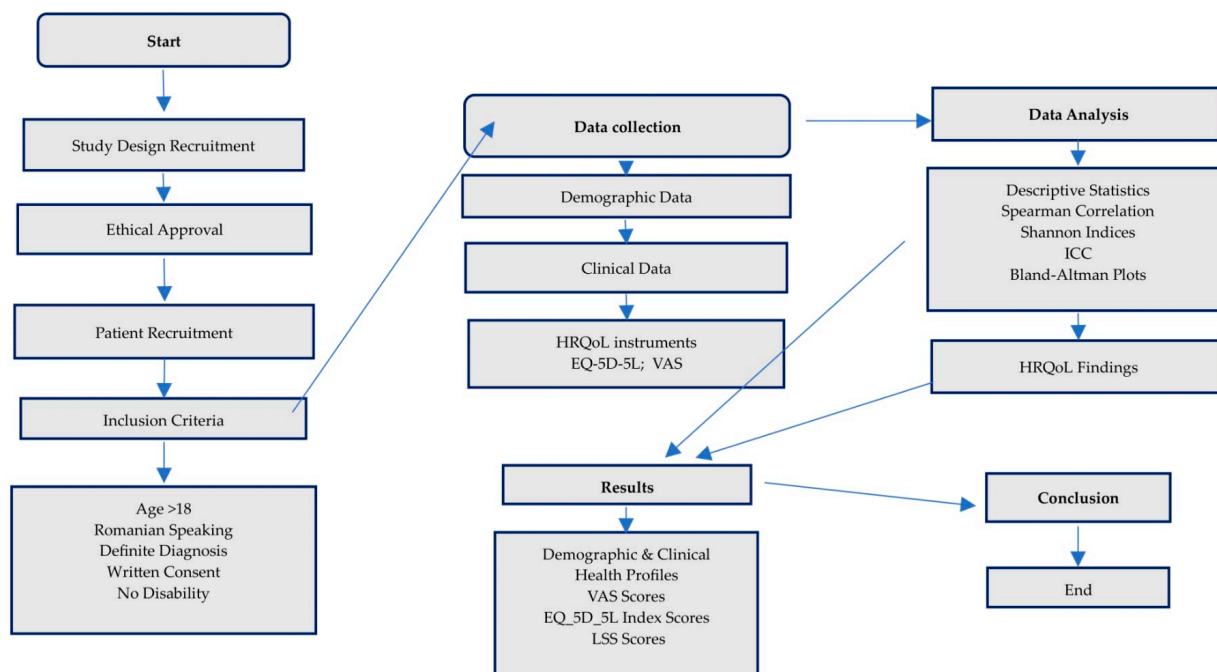 Start
Study Design Recruitment
Ethical Approval
Patient Recruitment
Inclusion Criteria
Age >18
Romanian Speaking
Definite Diagnosis
Written Consent
No Disability
Data collection
Demographic Data
Clinical Data
HRQoL instruments
EQ-5D-5L; VAS
Data Analysis
Descriptive Statistics
Spearman Correlation
Shannon Indices
ICC
Bland-Altman Plots
HRQoL Findings
Results
Demographic & Clinical
Health Profiles
VAS Scores
EQ_5D_5L Index Scores
LSS Scores
Conclusion
End